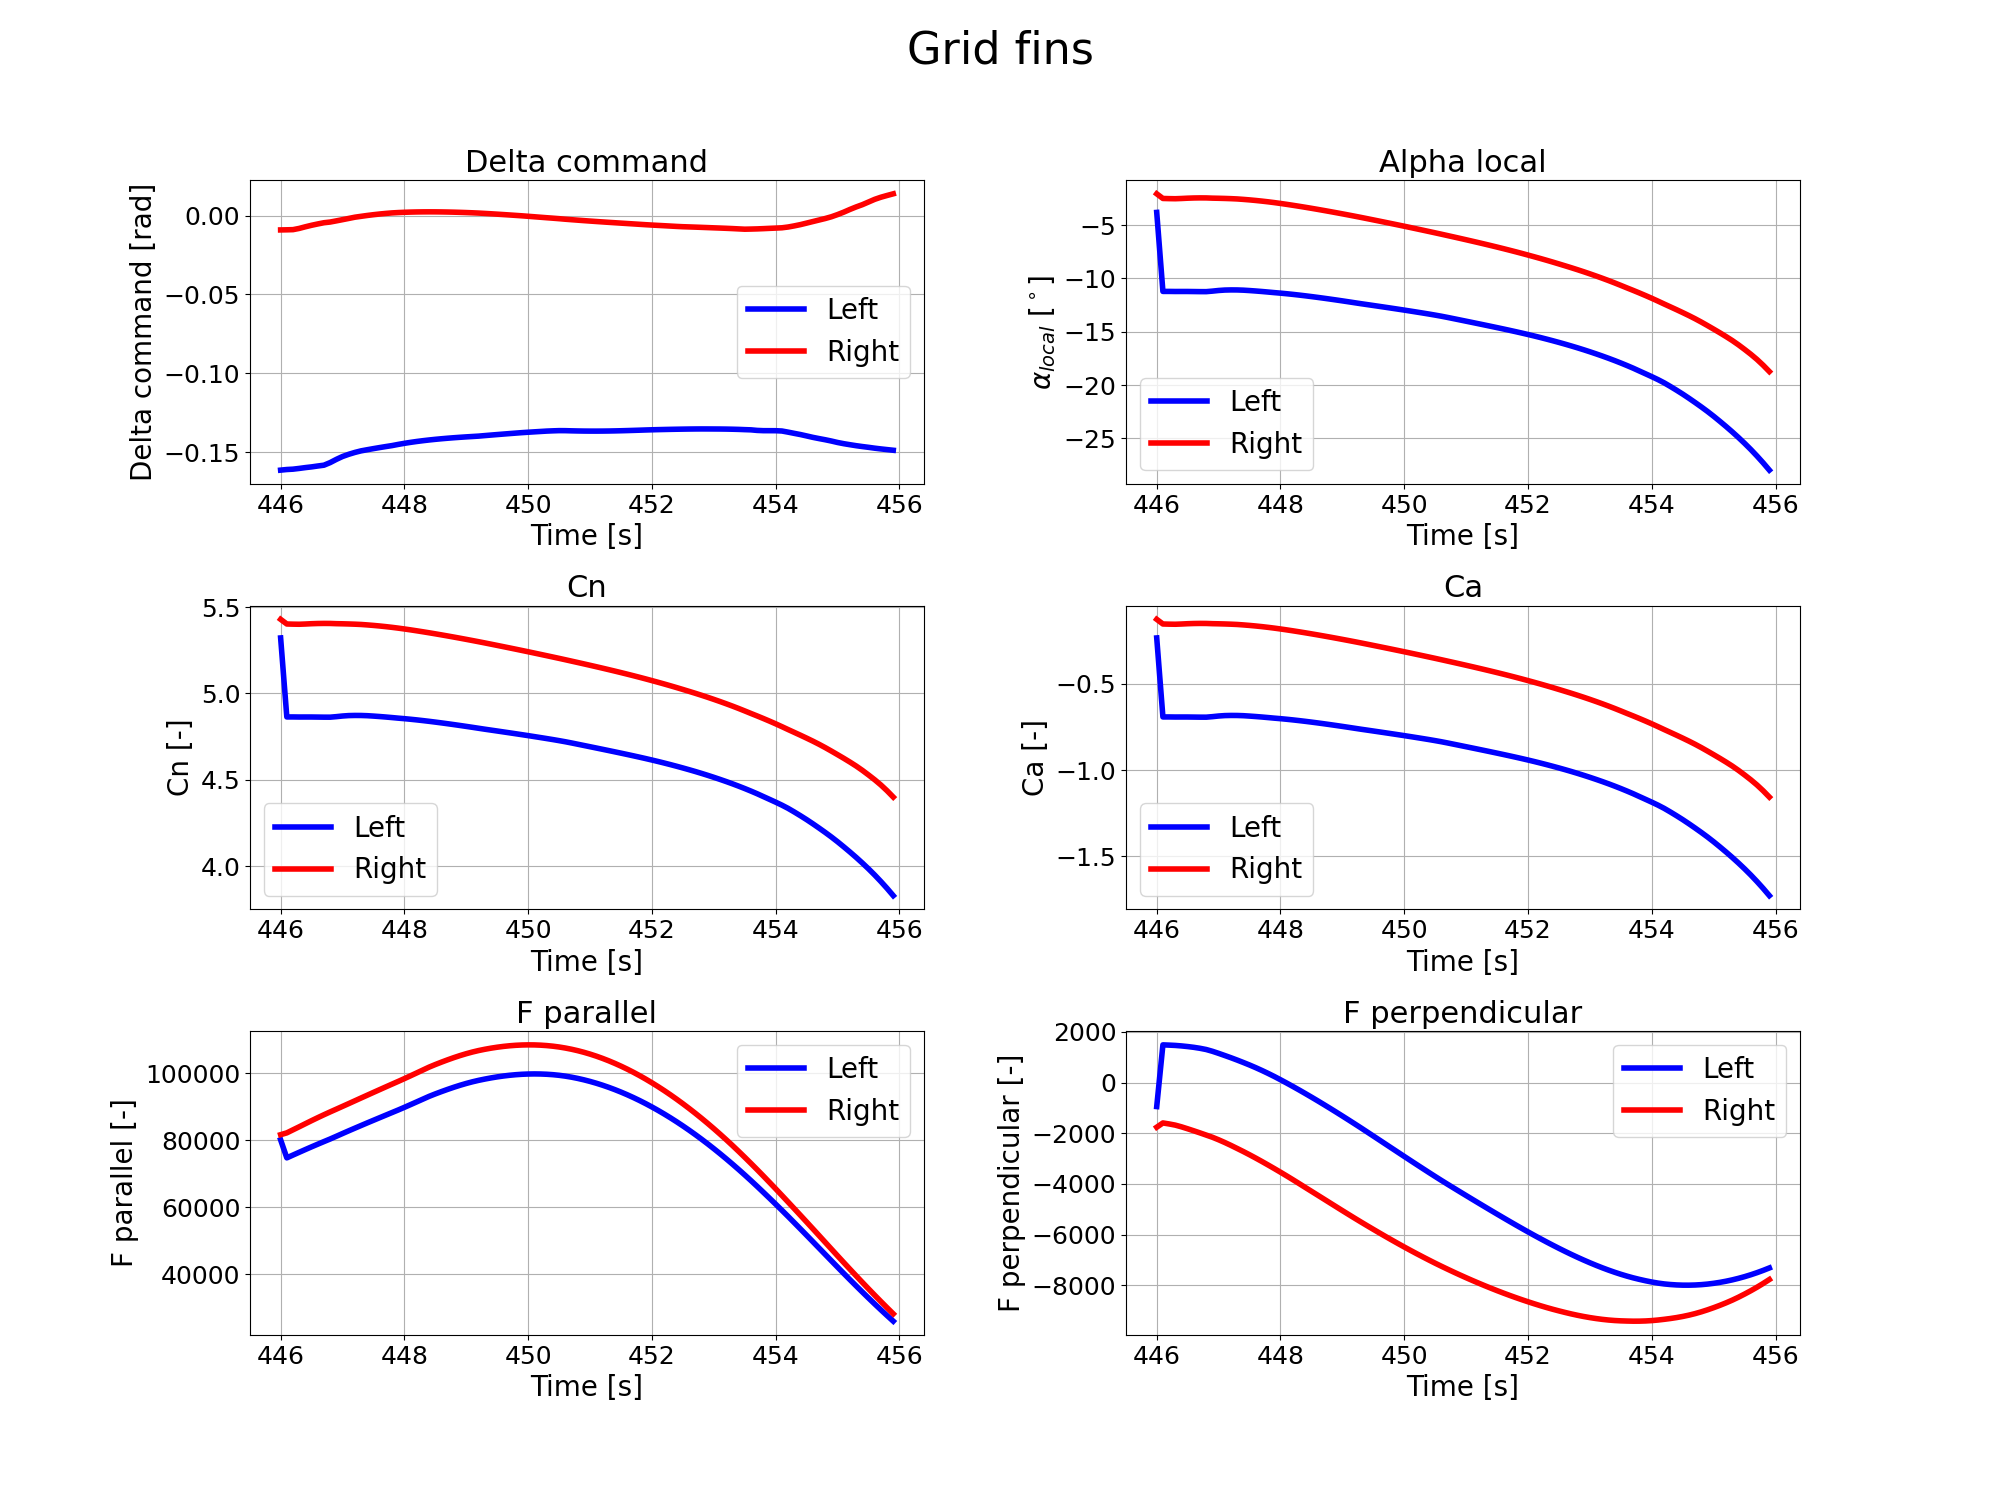 Grid fins
Delta command
Delta command [rad]
0.00
−0.05
−0.10
−0.15
Left
Right
446 448 450 452 454 456
Time [s]
Alpha local
α_local [°]
−5
−10
−15
−20
−25
Left
Right
446 448 450 452 454 456
Time [s]
Cn
Cn [-]
5.5
5.0
4.5
4.0
Left
Right
446 448 450 452 454 456
Time [s]
Ca
Ca [-]
−0.5
−1.0
−1.5
Left
Right
446 448 450 452 454 456
Time [s]
F parallel
F parallel [-]
100000
80000
60000
40000
Left
Right
446 448 450 452 454 456
Time [s]
F perpendicular
F perpendicular [-]
2000
0
−2000
−4000
−6000
−8000
Left
Right
446 448 450 452 454 456
Time [s]